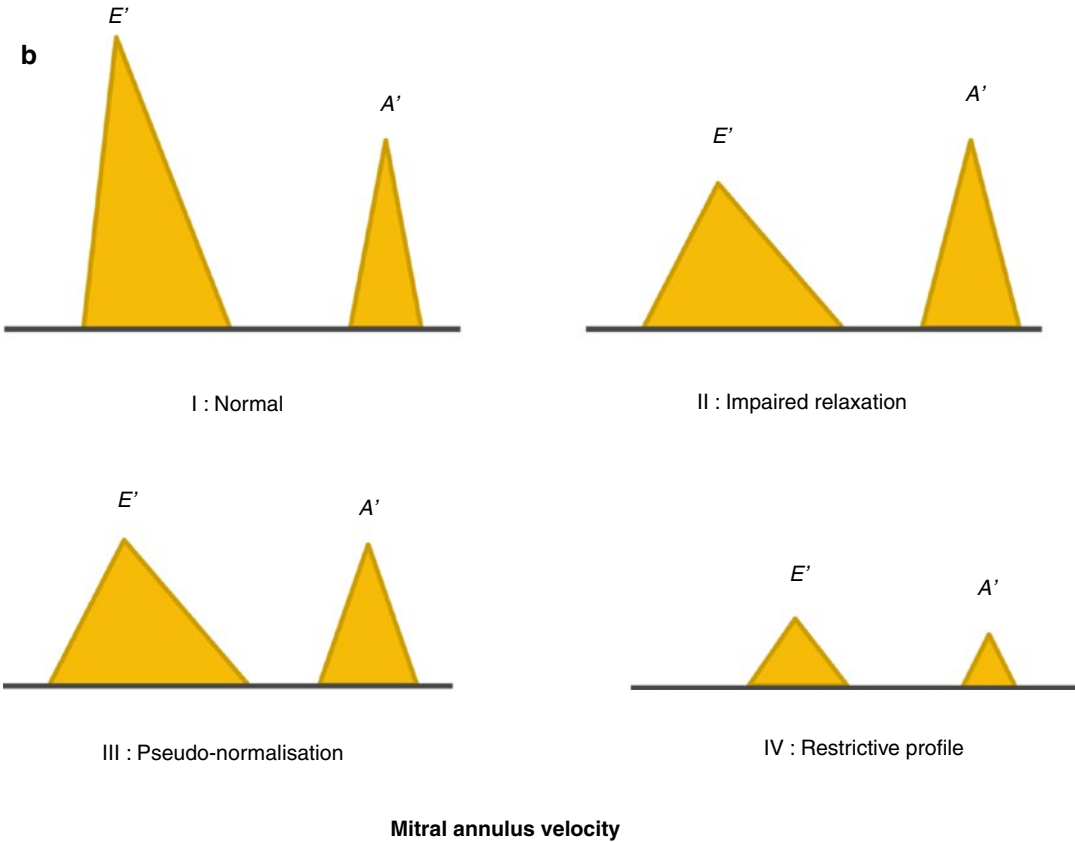 b
E’
A’
E’
A’
I : Normal
II : Impaired relaxation
E’
A’
E’
A’
III : Pseudo-normalisation
IV : Restrictive profile
Mitral annulus velocity